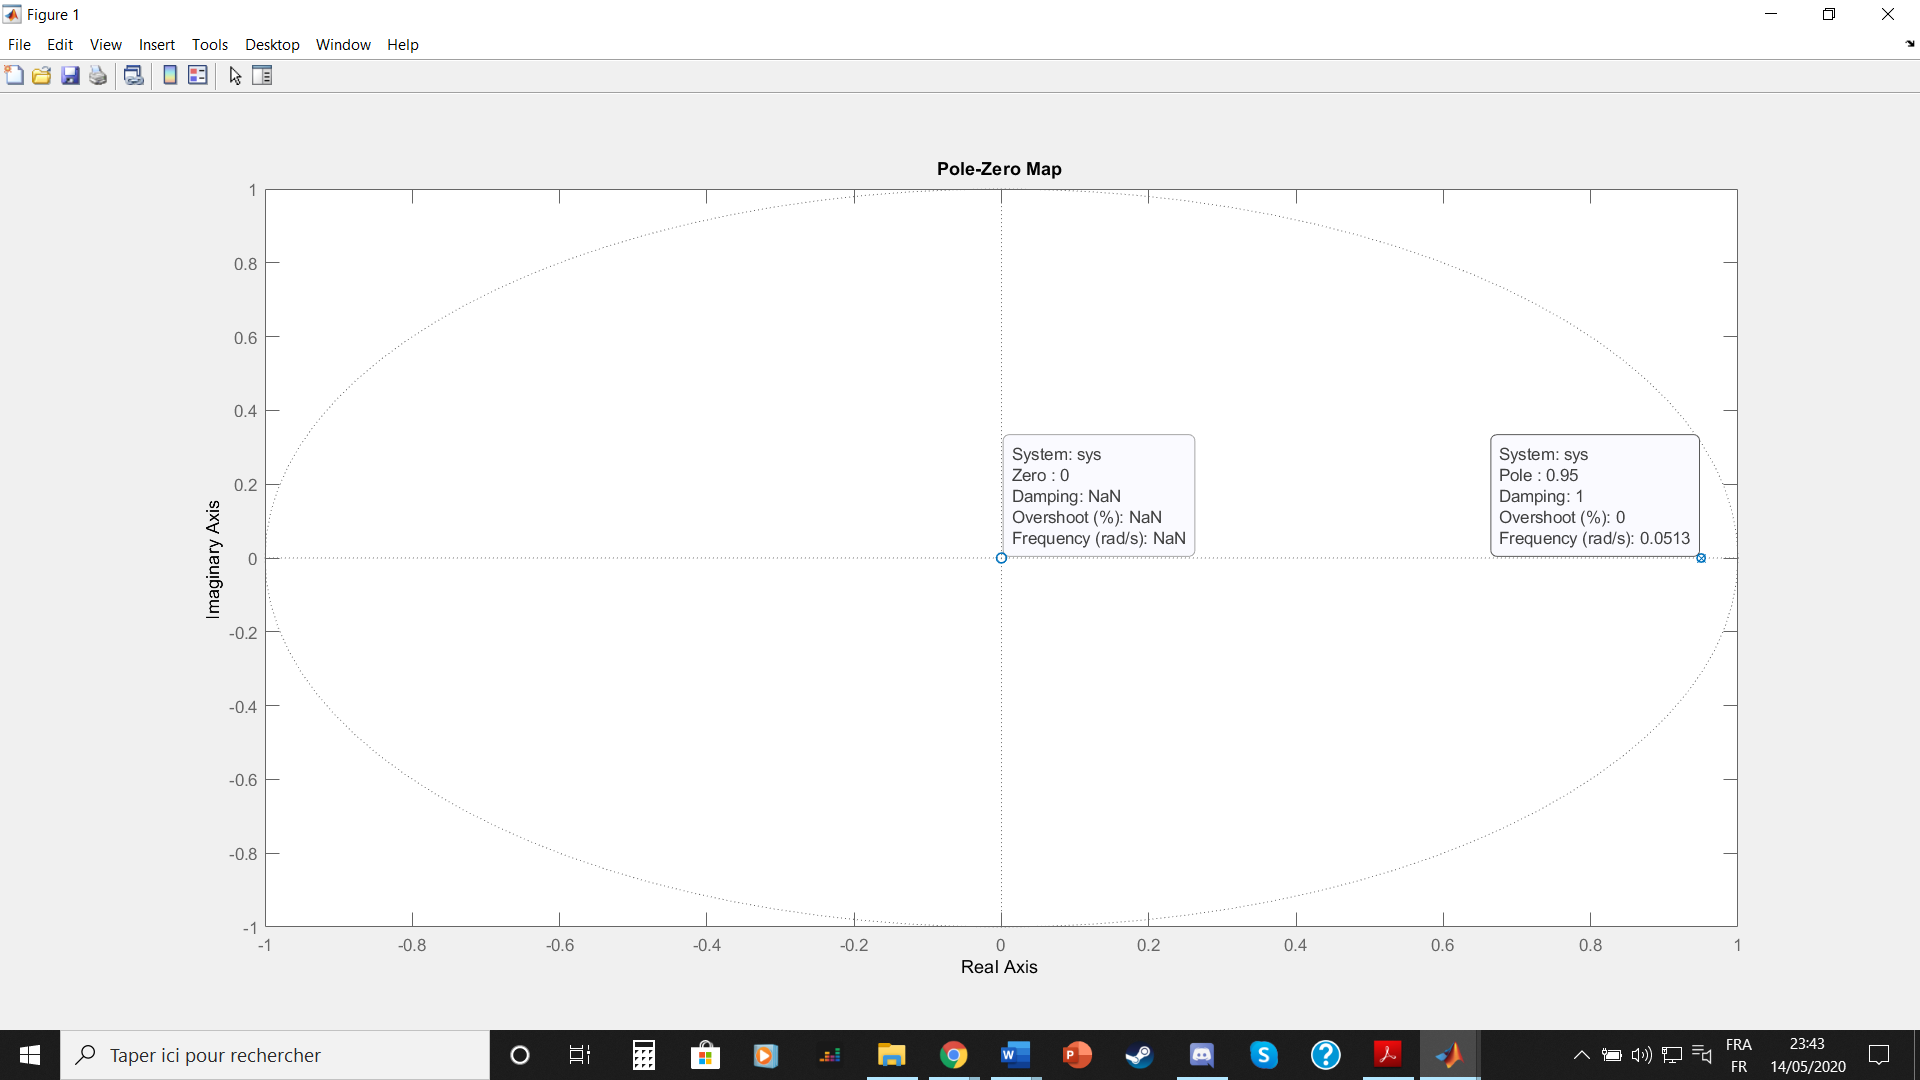 Figure 1
File Edit View Insert Tools Desktop Window Help
Pole-Zero Map
1
0.8
0.6
0.4
0.2
0
-0.2
-0.4
-0.6
-0.8
-1
Imaginary Axis
System: sys
Zero : 0
Damping: NaN
Overshoot (%): NaN
Frequency (rad/s): NaN
System: sys
Pole : 0.95
Damping: 1
Overshoot (%): 0
Frequency (rad/s): 0.0513
-1 -0.8 -0.6 -0.4 -0.2 0 0.2 0.4 0.6 0.8 1
Real Axis
Taper ici pour rechercher
FRA
FR
23:43
14/05/2020